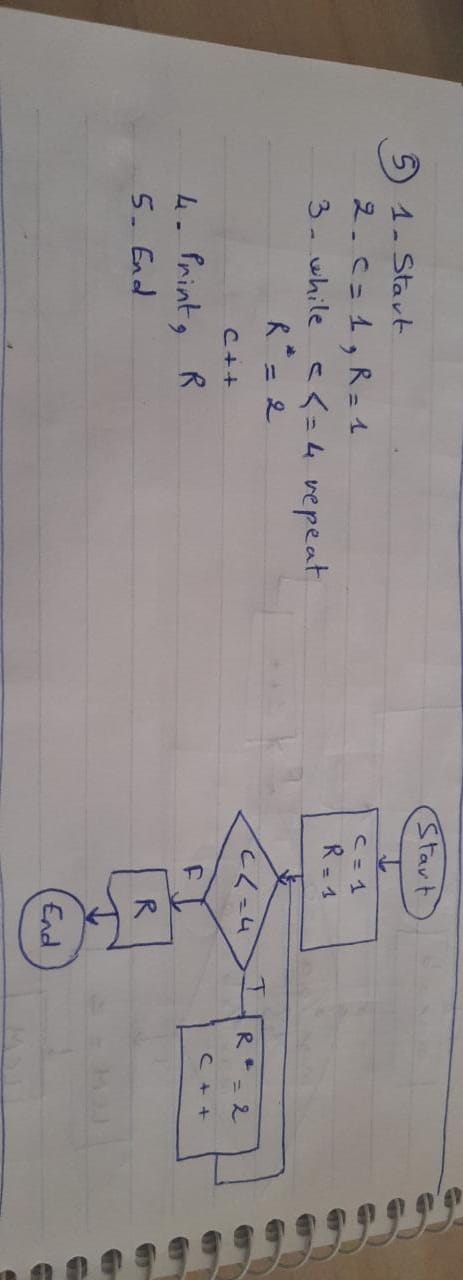 5) 1- Start
2- C = 1, R = 1
3- while C <= 4 repeat
R* = 2
C++
4- Print, R
5- End
Start
C = 1
R = 1
C <= 4
T
R* = 2
C++
F
R
End